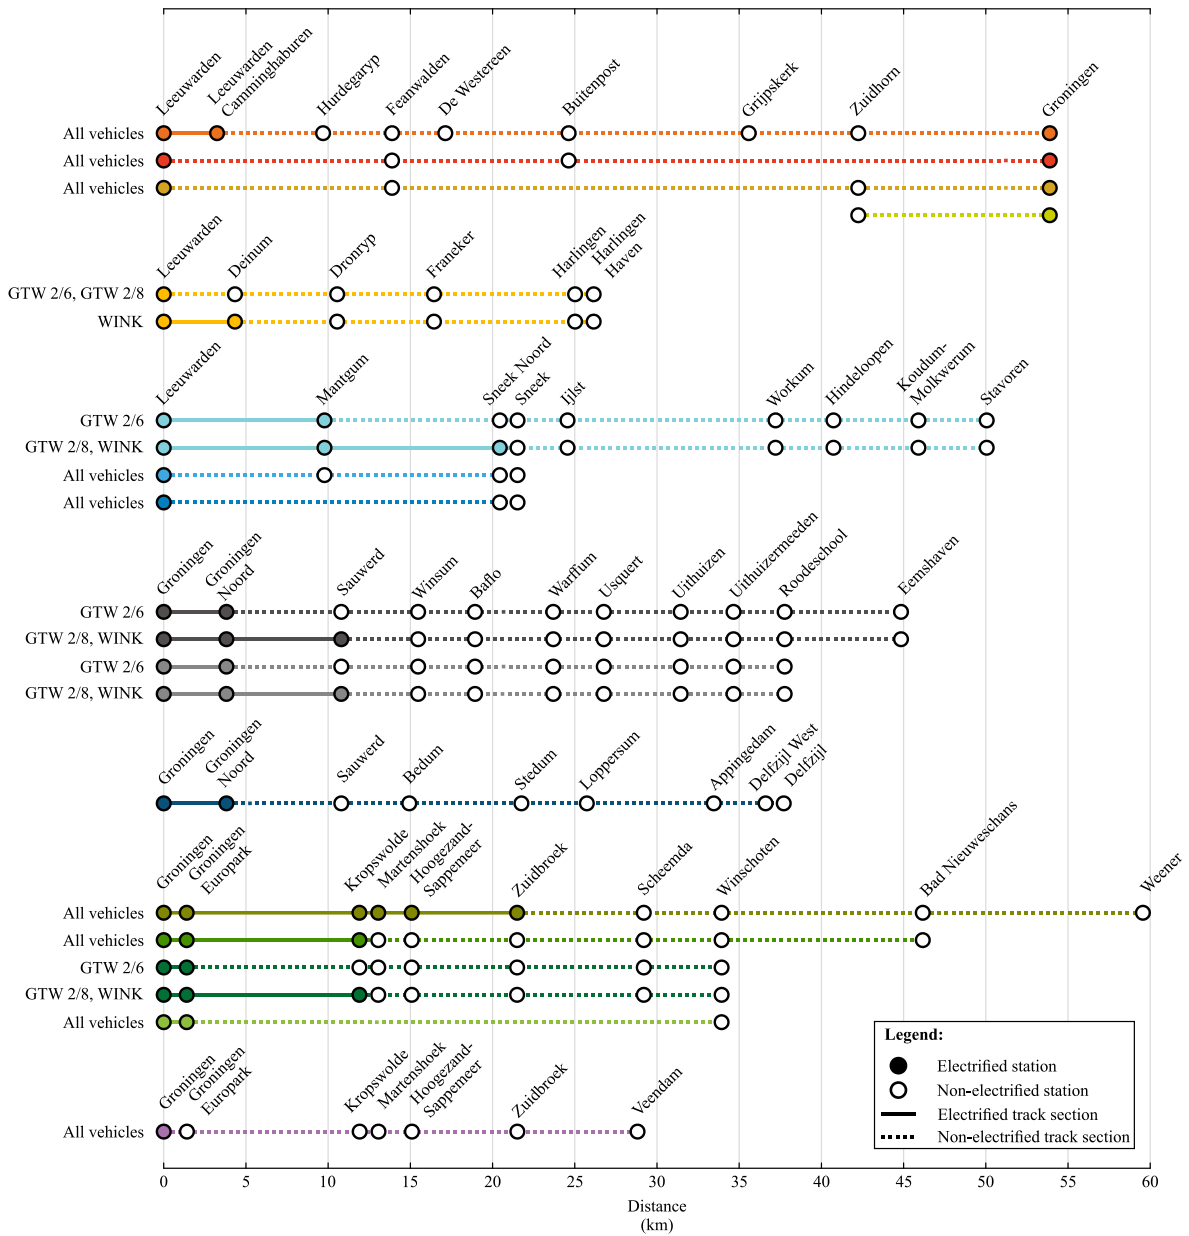 Leeuwarden
Leeuwarden
Camminghaburen
Hurdegaryp
Feanwalden
De Westereen
Buitenpost
Grijpskerk
Zuidhorn
Groningen
All vehicles
All vehicles
All vehicles
Leeuwarden
Deinum
Dronryp
Franeker
Harlingen
Harlingen
Haven
GTW 2/6, GTW 2/8
WINK
Leeuwarden
Mantgum
Sneek Noord
Sneek
Ijlst
Workum
Hindeloopen
Koudum-
Molkwerum
Stavoren
GTW 2/6
GTW 2/8, WINK
All vehicles
All vehicles
Groningen
Groningen
Noord
Sauwerd
Winsum
Baflo
Warffum
Usquert
Uithuizen
Uithuizermeeden
Roodeschool
Eemshaven
GTW 2/6
GTW 2/8, WINK
GTW 2/6
GTW 2/8, WINK
Groningen
Groningen
Noord
Sauwerd
Bedum
Stedum
Loppersum
Appingedam
Delfzijl West
Delfzijl
Groningen
Groningen
Europark
Kropswolde
Martenshoek
Hoogezand-
Sappemeer
Zuidbroek
Scheemda
Winschoten
Bad Nieuweschans
Weener
All vehicles
All vehicles
GTW 2/6
GTW 2/8, WINK
All vehicles
Groningen
Groningen
Europark
Kropswolde
Martenshoek
Hoogezand-
Sappemeer
Zuidbroek
Veendam
All vehicles
Legend:
Electrified station
Non-electrified station
Electrified track section
Non-electrified track section
0 5 10 15 20 25 30 35 40 45 50 55 60
Distance
(km)